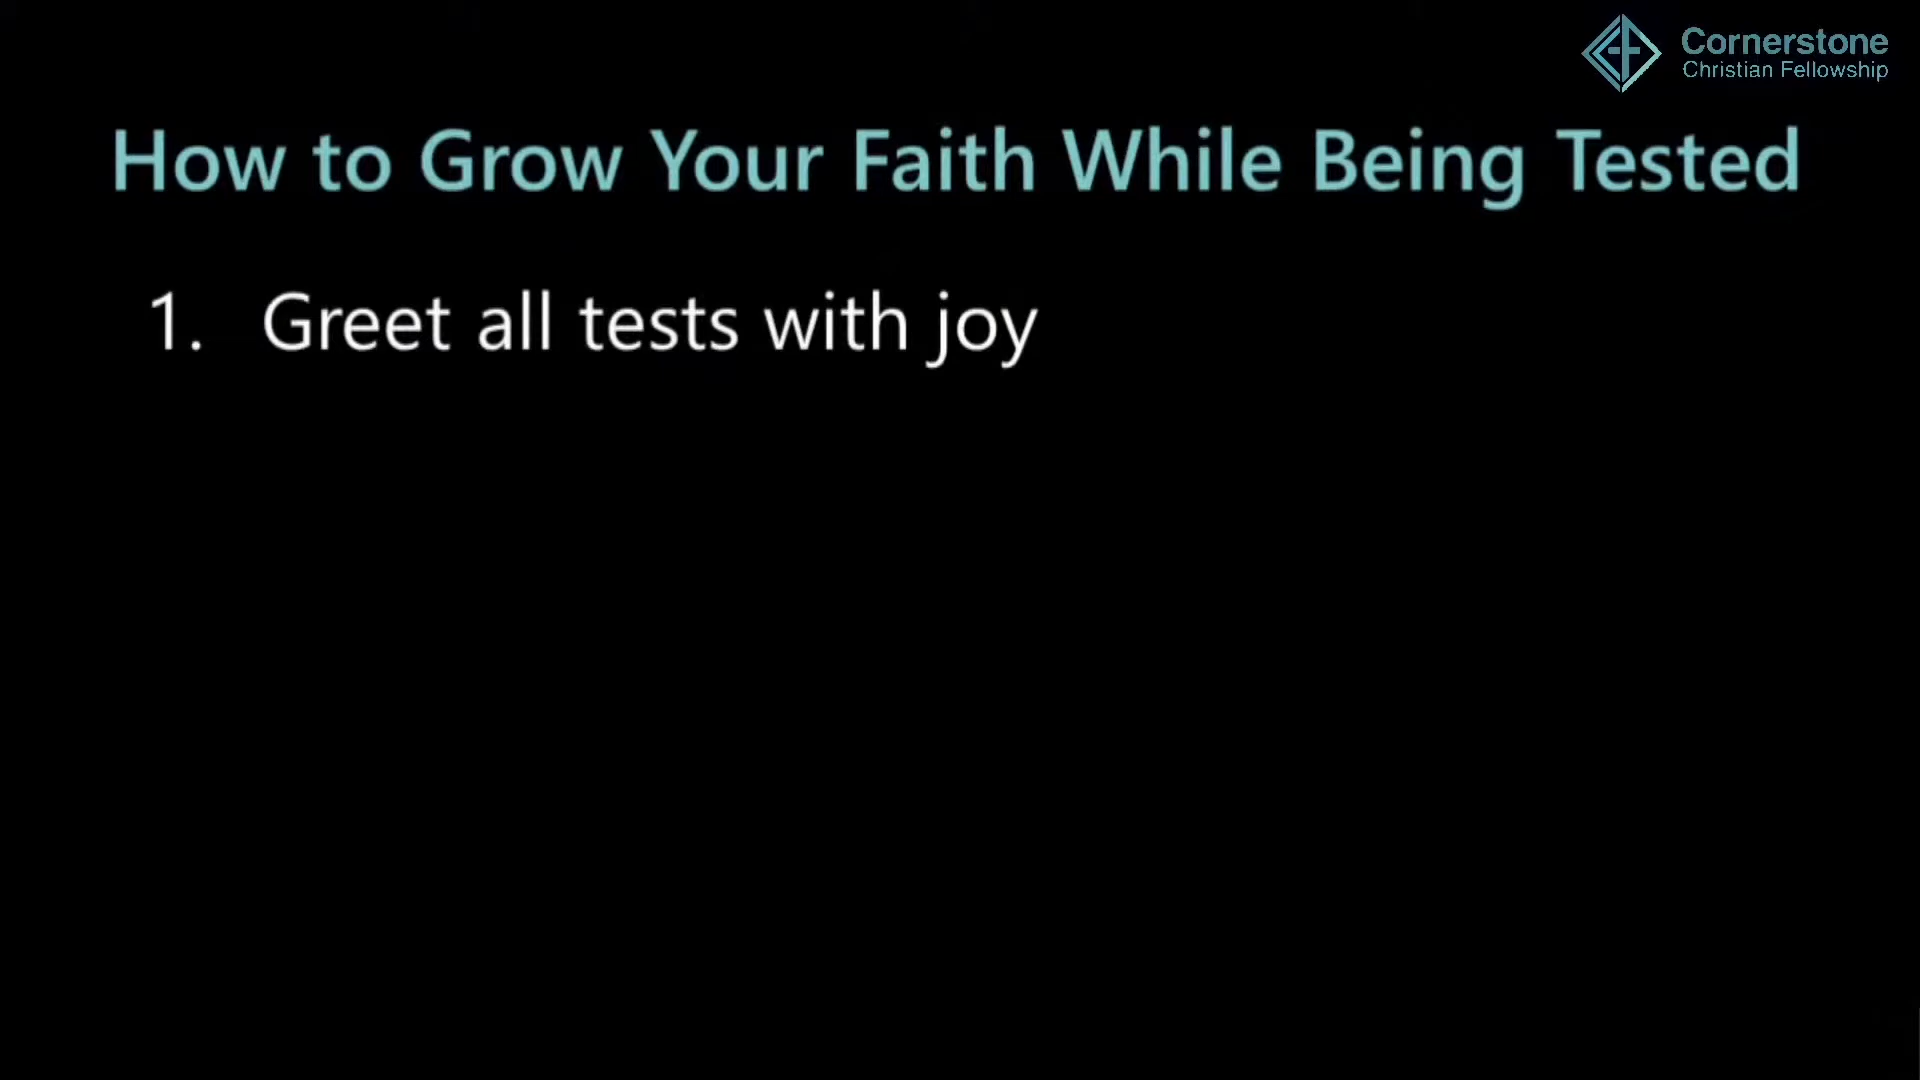 Cornerstone
Christian Fellowship
How to Grow Your Faith While Being Tested
1. Greet all tests with joy